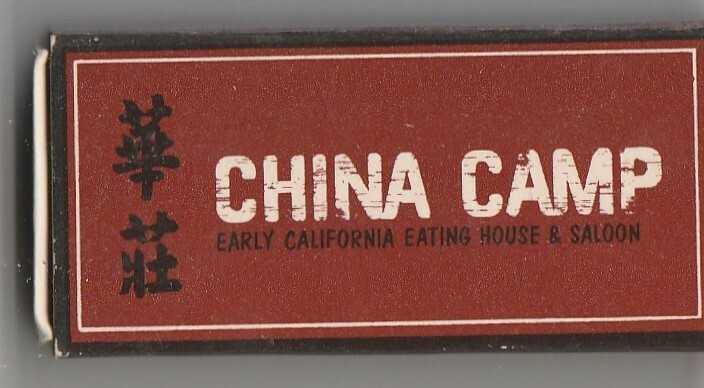 華莊
CHINA CAMP
EARLY CALIFORNIA EATING HOUSE & SALOON